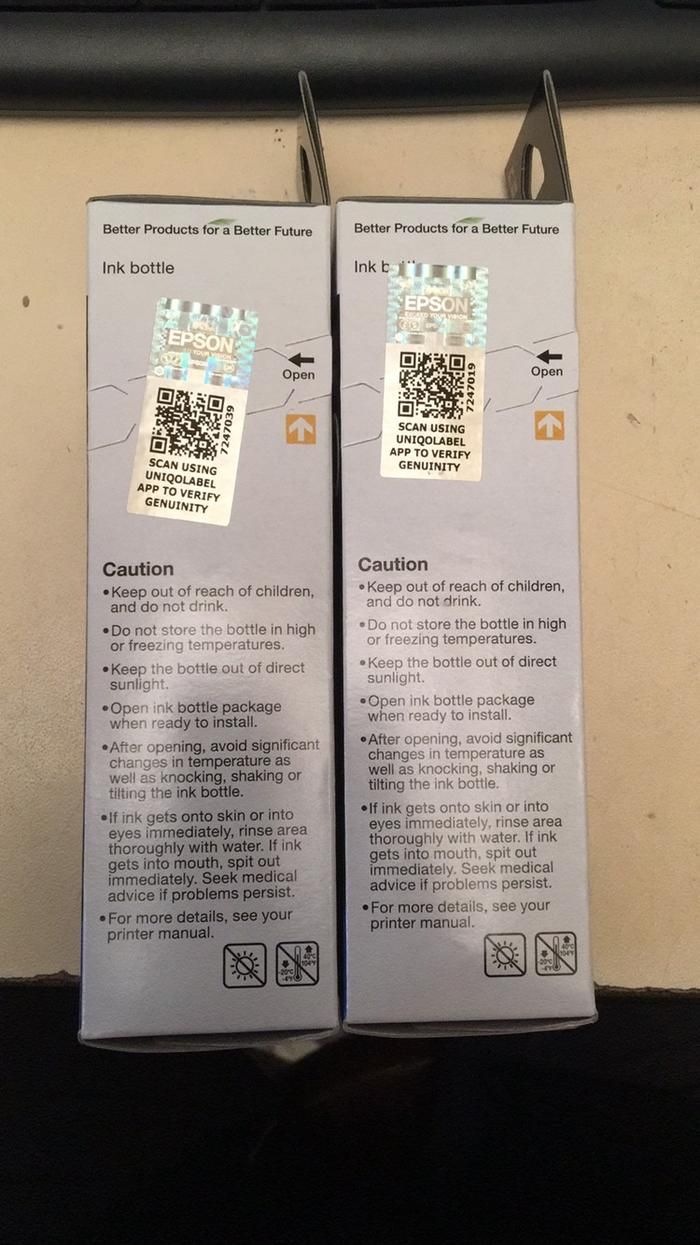 Better Products for a Better Future
Ink bottle
EPSON
Open
7247039
SCAN USING
UNIQOLABEL
APP TO VERIFY
GENUINITY
Caution
•Keep out of reach of children,
and do not drink.
•Do not store the bottle in high
or freezing temperatures.
•Keep the bottle out of direct
sunlight.
•Open ink bottle package
when ready to install.
•After opening, avoid significant
changes in temperature as
well as knocking, shaking or
tilting the ink bottle.
•If ink gets onto skin or into
eyes immediately, rinse area
thoroughly with water. If ink
gets into mouth, spit out
immediately. Seek medical
advice if problems persist.
•For more details, see your
printer manual.
40°C
104°F
-20°C
-4°F
Better Products for a Better Future
Ink
EPSON
EXCEED YOUR VISION
Open
7247019
SCAN USING
UNIQOLABEL
APP TO VERIFY
GENUINITY
Caution
•Keep out of reach of children,
and do not drink.
•Do not store the bottle in high
or freezing temperatures.
•Keep the bottle out of direct
sunlight.
•Open ink bottle package
when ready to install.
•After opening, avoid significant
changes in temperature as
well as knocking, shaking or
tilting the ink bottle.
•If ink gets onto skin or into
eyes immediately, rinse area
thoroughly with water. If ink
gets into mouth, spit out
immediately. Seek medical
advice if problems persist.
•For more details, see your
printer manual.
40°C
104°F
-20°C
-4°F